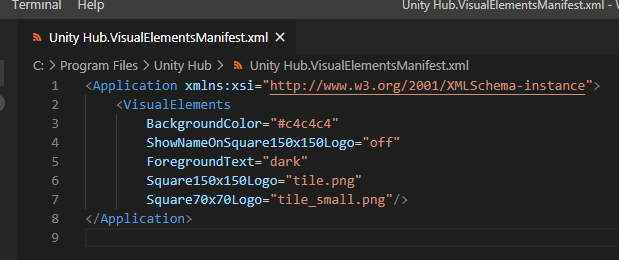 Terminal Help Unity Hub.VisualElementsManifest.xml -
Unity Hub.VisualElementsManifest.xml ×
C: > Program Files > Unity Hub > Unity Hub.VisualElementsManifest.xml
1 <Application xmlns:xsi="http://www.w3.org/2001/XMLSchema-instance">
2 <VisualElements
3 BackgroundColor="#c4c4c4"
4 ShowNameOnSquare150x150Logo="off"
5 ForegroundText="dark"
6 Square150x150Logo="tile.png"
7 Square70x70Logo="tile_small.png"/>
8 </Application>
9